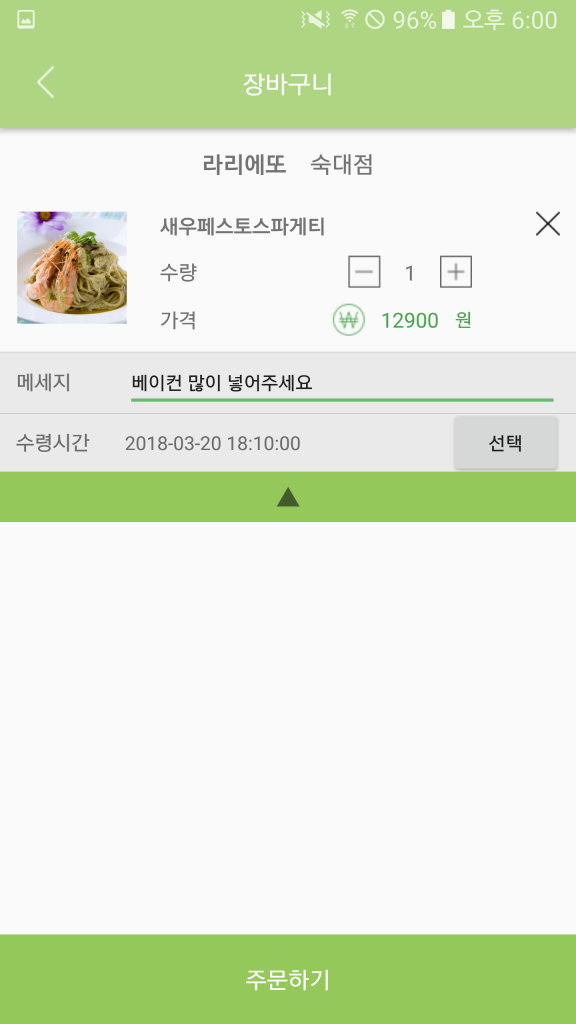 96% 오후 6:00
장바구니
라리에또 숙대점
새우페스토스파게티
수량 1
가격 ₩ 12900 원
메세지 베이컨 많이 넣어주세요
수령시간 2018-03-20 18:10:00 선택
주문하기